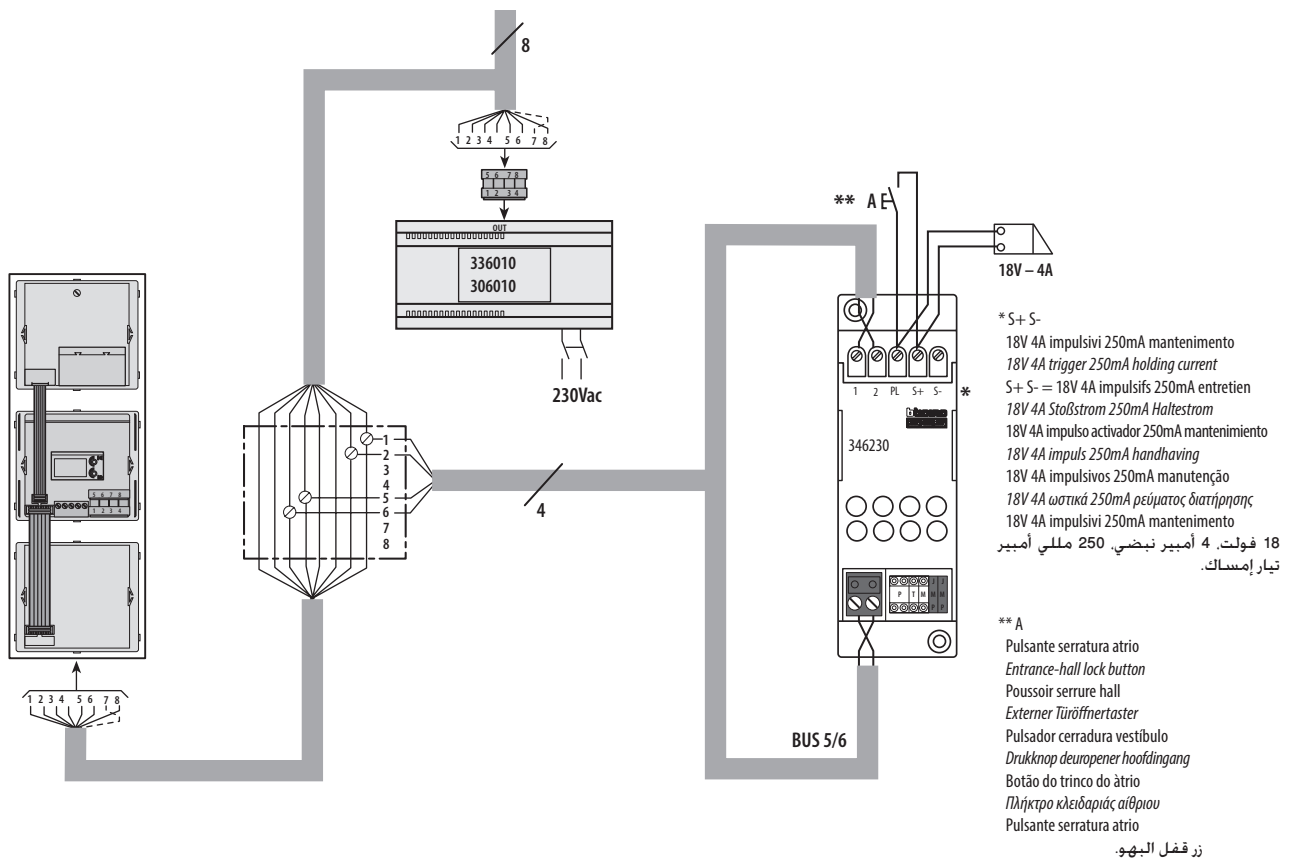 8
1 2 3 4 5 6 7 8
5 6 7 8
1 2 3 4
OUT
336010
306010
230Vac
5 6 7 8
1 2 3 4
1
2
3
4
5
6
7
8
4
1 2 3 4 5 6 7 8
** A
18V – 4A
1 2 PL S+ S- *
bticino
346230
P T M J J
M M
P P
BUS 5/6
* S+ S-
18V 4A impulsivi 250mA mantenimento
18V 4A trigger 250mA holding current
S+ S- = 18V 4A impulsifs 250mA entretien
18V 4A Stoßstrom 250mA Haltestrom
18V 4A impulso activador 250mA mantenimiento
18V 4A impuls 250mA handhaving
18V 4A impulsivos 250mA manutenção
18V 4A ωστικά 250mA ρεύματος διατήρησης
18V 4A impulsivi 250mA mantenimento
18 فولت, 4 أمبير نبضي, 250 مللي أمبير
تيار إمساك.
** A
Pulsante serratura atrio
Entrance-hall lock button
Poussoir serrure hall
Externer Türöffnertaster
Pulsador cerradura vestíbulo
Drukknop deuropener hoofdingang
Botão do trinco do àtrio
Πλήκτρο κλειδαριάς αίθριου
Pulsante serratura atrio
زر قفل البهو.